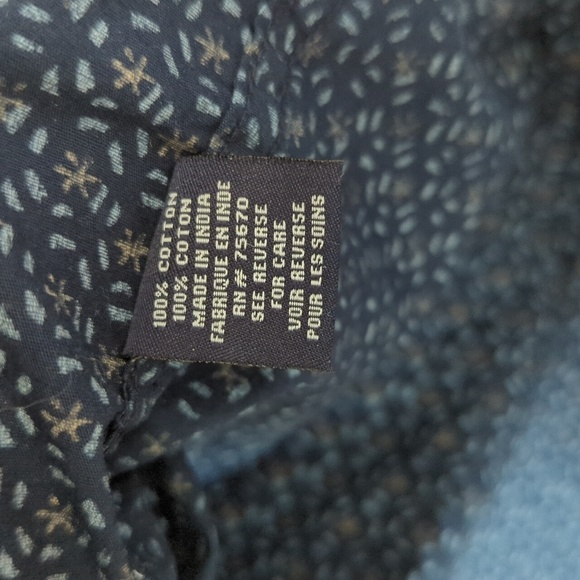 100% COTTON
100% COTON
MADE IN INDIA
FABRIQUE EN INDE
RN# 75670
SEE REVERSE
FOR CARE
VOIR REVERSE
POUR LES SOINS